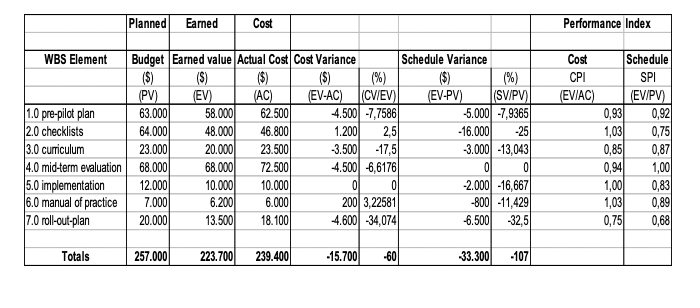 Planned Earned Cost Performance Index
WBS Element Budget Earned value Actual Cost Cost Variance Schedule Variance Cost Schedule
($) ($) ($) ($) (%) ($) (%) CPI SPI
(PV) (EV) (AC) (EV-AC) (CV/EV) (EV-PV) (SV/PV) (EV/AC) (EV/PV)
1.0 pre-pilot plan 63.000 58.000 62.500 -4.500 -7,7586 -5.000 -7,9365 0,93 0,92
2.0 checklists 64.000 48.000 46.800 1.200 2,5 -16.000 -25 1,03 0,75
3.0 curriculum 23.000 20.000 23.500 -3.500 -17,5 -3.000 -13,043 0,85 0,87
4.0 mid-term evaluation 68.000 68.000 72.500 -4.500 -6,6176 0 0 0,94 1,00
5.0 implementation 12.000 10.000 10.000 0 0 -2.000 -16,667 1,00 0,83
6.0 manual of practice 7.000 6.200 6.000 200 3,22581 -800 -11,429 1,03 0,89
7.0 roll-out-plan 20.000 13.500 18.100 -4.600 -34,074 -6.500 -32,5 0,75 0,68
Totals 257.000 223.700 239.400 -15.700 -60 -33.300 -107